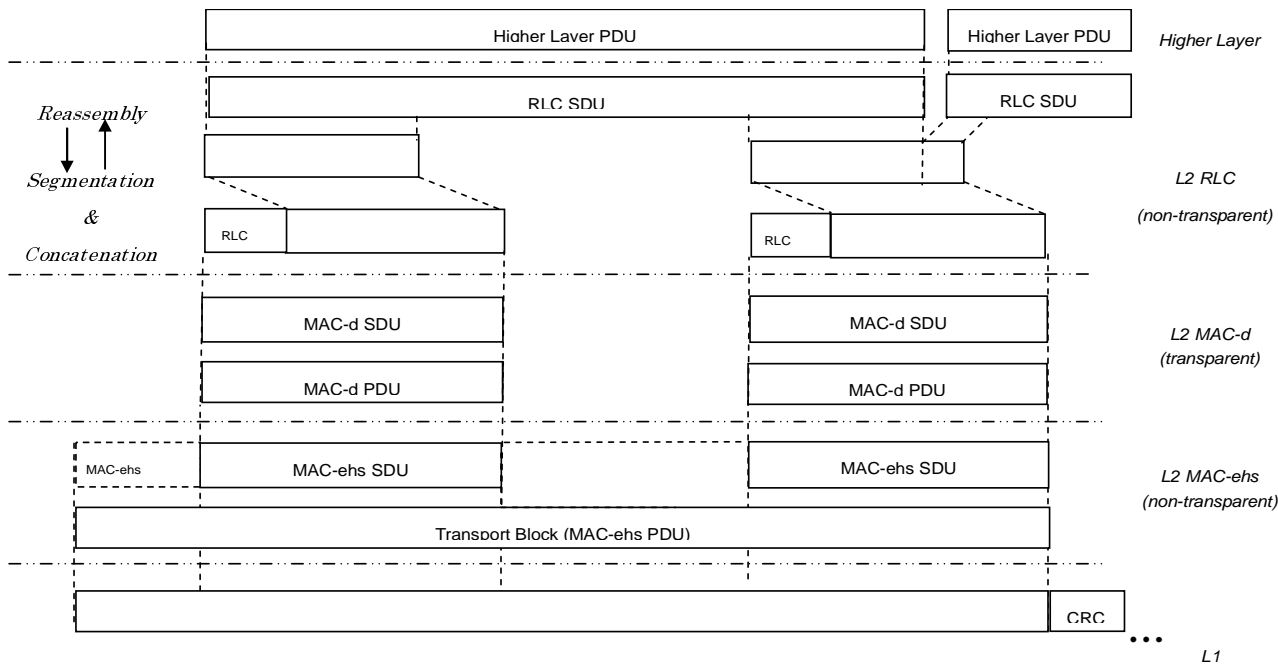 Higher Layer PDU
Higher Layer PDU
Higher Layer
RLC SDU
RLC SDU
Reassembly
Segmentation
&
Concatenation
L2 RLC
(non-transparent)
RLC
RLC
MAC-d SDU
MAC-d SDU
L2 MAC-d
(transparent)
MAC-d PDU
MAC-d PDU
MAC-ehs
MAC-ehs SDU
MAC-ehs SDU
L2 MAC-ehs
(non-transparent)
Transport Block (MAC-ehs PDU)
CRC
•••
L1